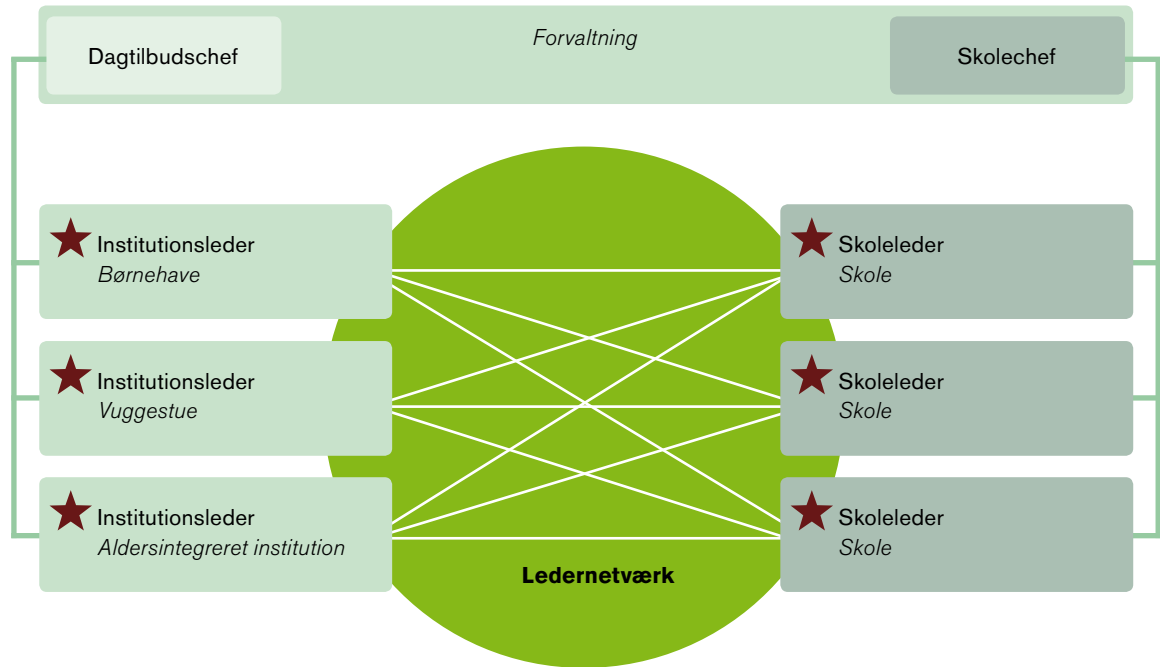 Forvaltning
Dagtilbudschef
Skolechef
Institutionsleder
Børnehave
Skoleleder
Skole
Institutionsleder
Vuggestue
Skoleleder
Skole
Institutionsleder
Aldersintegreret institution
Skoleleder
Skole
Ledernetværk